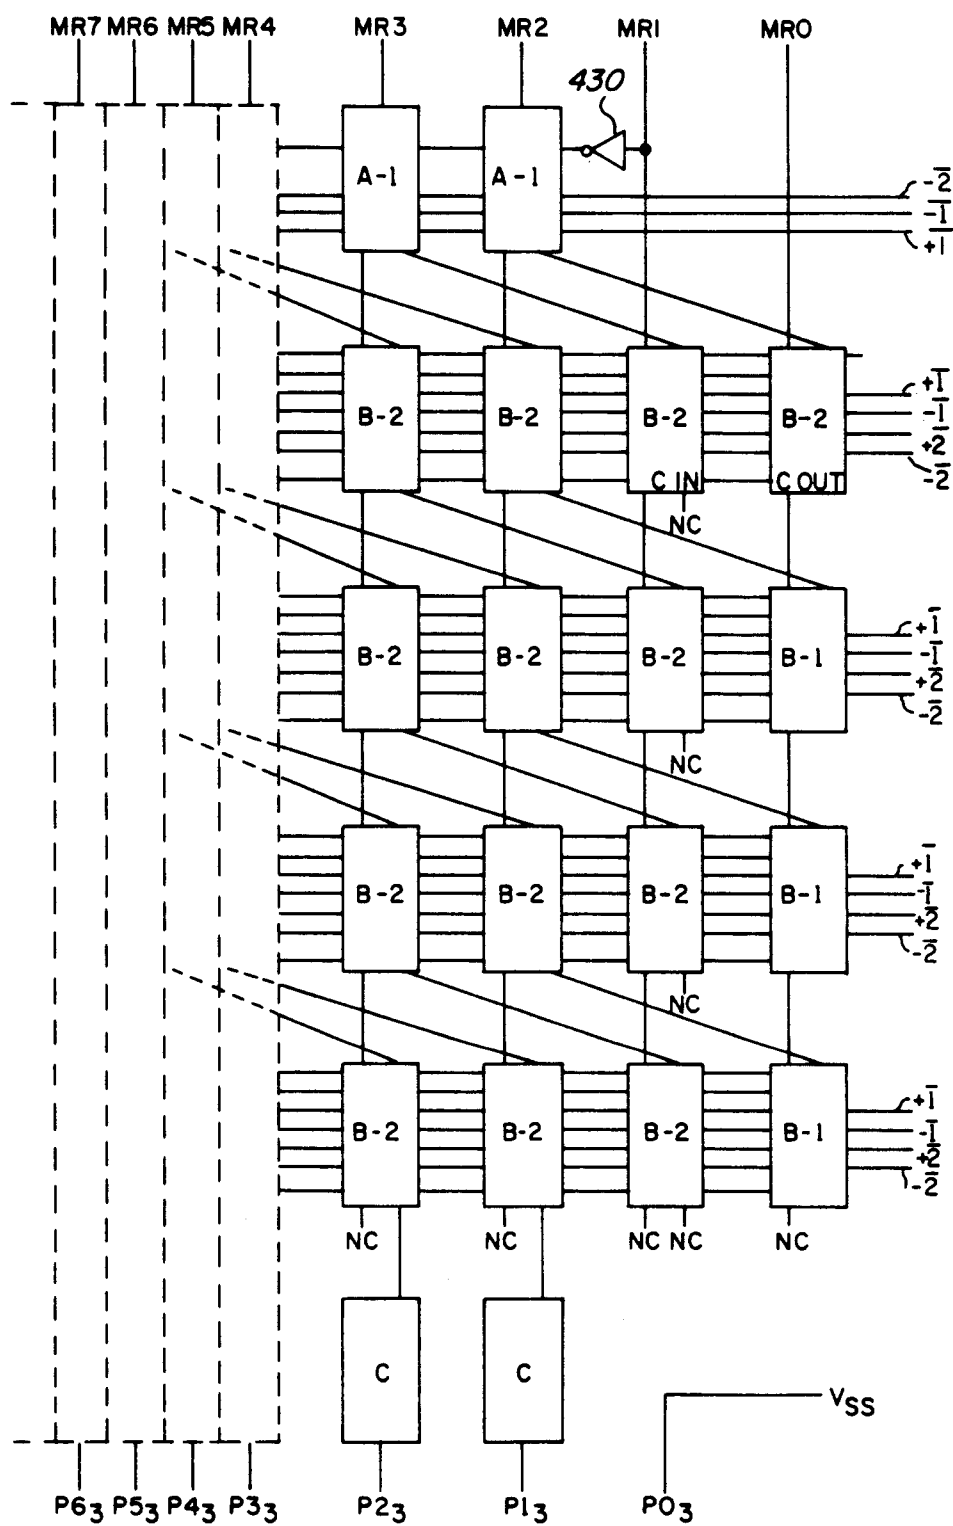 MR7 MR6 MR5 MR4 MR3 MR2 MR1 MR0
430
A-1 A-1
-2̅
-1̅
+1̅
B-2 B-2 B-2 B-2
+1̅
-1̅
+2̅
-2̅
C IN C OUT
NC
B-2 B-2 B-2 B-1
+1̅
-1̅
+2̅
-2̅
NC
B-2 B-2 B-2 B-1
+1̅
-1̅
+2̅
-2̅
NC
B-2 B-2 B-2 B-1
+1̅
-1̅
+2̅
-2̅
NC NC NC NC NC
C C
VSS
P6₃ P5₃ P4₃ P3₃ P2₃ P1₃ P0₃